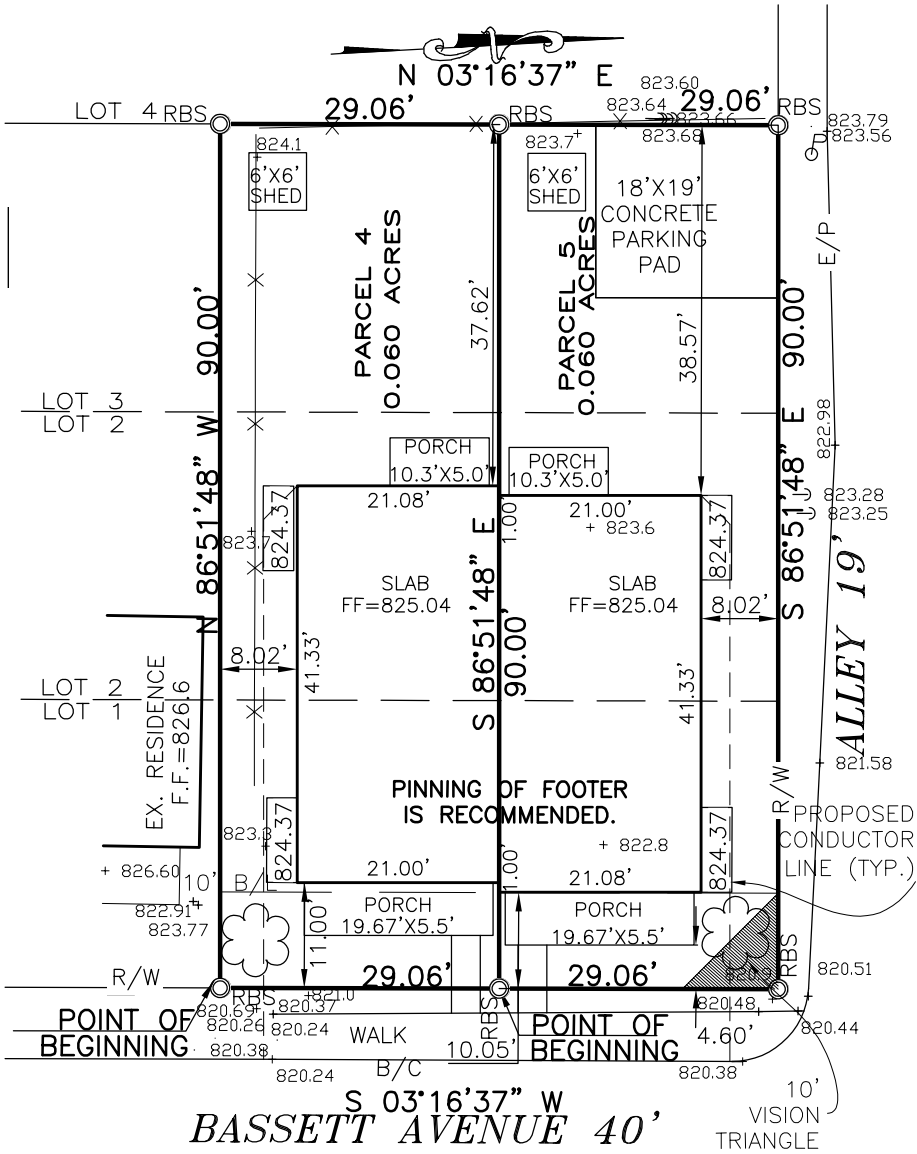 N
N 03°16'37" E
823.60
LOT 4
RBS
29.06'
RBS
823.64
29.06'
RBS
823.66
823.79
823.68
823.56
824.1
823.7
6'X6'
SHED
6'X6'
SHED
18'X19'
CONCRETE
PARKING
PAD
E/P
PARCEL 4
0.060 ACRES
37.62'
PARCEL 5
0.060 ACRES
38.57'
N 86°51'48" W 90.00'
S 86°51'48" E 90.00'
LOT 3
LOT 2
822.98
PORCH
10.3'X5.0'
PORCH
10.3'X5.0'
21.08'
1.00'
21.00'
823.28
823.25
824.37
823.7
+ 823.6
824.37
SLAB
FF=825.04
SLAB
FF=825.04
S 86°51'48" E
90.00'
8.02'
8.02'
41.33'
41.33'
ALLEY 19'
LOT 2
LOT 1
EX. RESIDENCE
F.F.=826.6
821.58
R/W
PINNING OF FOOTER
IS RECOMMENDED.
PROPOSED
CONDUCTOR
LINE (TYP.)
823.3
824.37
822.8
824.37
826.60
10'
B/L
21.00'
1.00'
21.08'
822.91
823.77
PORCH
19.67'X5.5'
PORCH
19.67'X5.5'
11.00'
RBS
R/W
29.06'
29.06'
820.51
RBS
821.0
820.69
820.37
820.48
820.26
820.24
RBS
820.44
POINT OF
BEGINNING
WALK
POINT OF
BEGINNING
4.60'
10.05'
820.38
B/C
820.38
820.24
S 03°16'37" W
10'
VISION
TRIANGLE
BASSETT AVENUE 40'